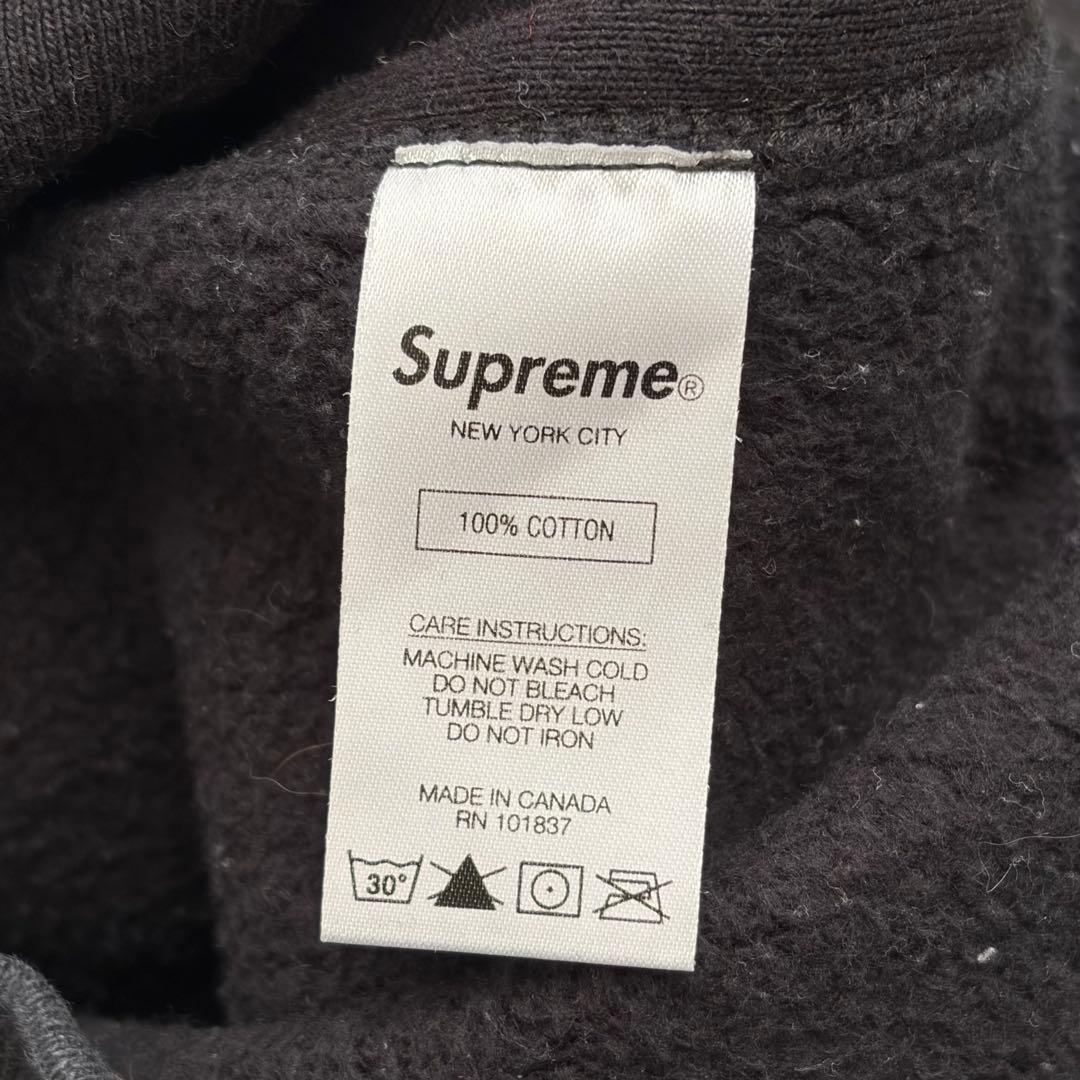 Supreme®
NEW YORK CITY
100% COTTON
CARE INSTRUCTIONS:
MACHINE WASH COLD
DO NOT BLEACH
TUMBLE DRY LOW
DO NOT IRON
MADE IN CANADA
RN 101837
30°